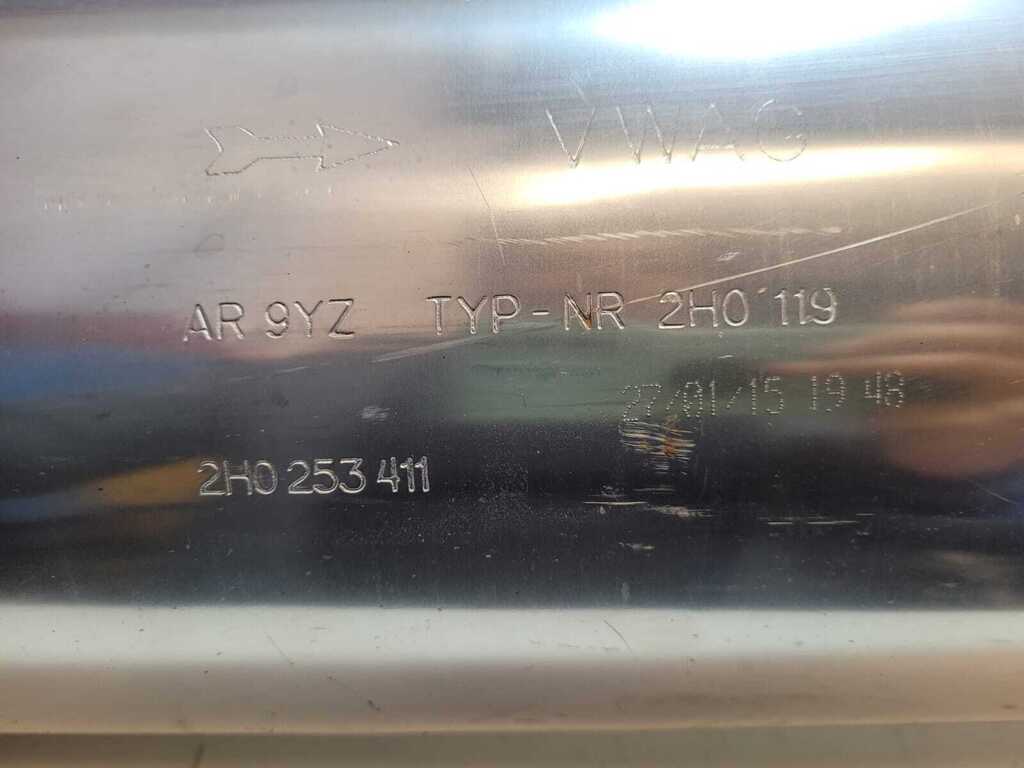 VWAG
AR 9YZ TYP-NR 2H0 119
27/01/15 19 48
2H0 253 411